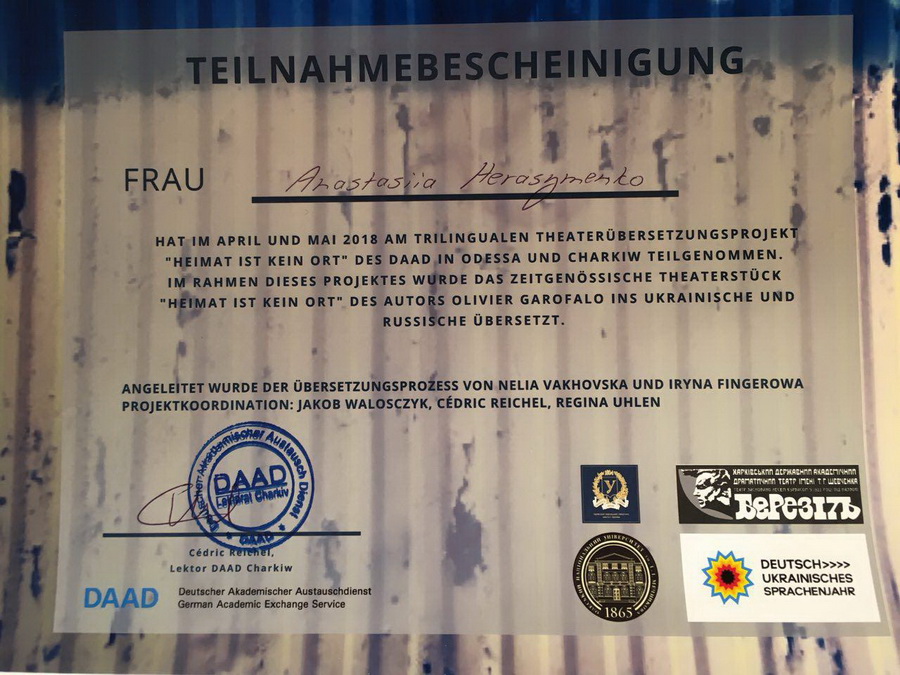 TEILNAHMEBESCHEINIGUNG
FRAU Anastasiia Herasymenko
HAT IM APRIL UND MAI 2018 AM TRILINGUALEN THEATERÜBERSETZUNGSPROJEKT
"HEIMAT IST KEIN ORT" DES DAAD IN ODESSA UND CHARKIW TEILGENOMMEN.
IM RAHMEN DIESES PROJEKTES WURDE DAS ZEITGENÖSSISCHE THEATERSTÜCK
"HEIMAT IST KEIN ORT" DES AUTORS OLIVIER GAROFALO INS UKRAINISCHE UND
RUSSISCHE ÜBERSETZT.
ANGELEITET WURDE DER ÜBERSETZUNGSPROZESS VON NELIA VAKHOVSKA UND IRYNA FINGEROWA
PROJEKTKOORDINATION: JAKOB WALOSCZYK, CÉDRIC REICHEL, REGINA UHLEN
Deutscher Akademischer Austausch Dienst
DAAD
Lektorat Charkiw
DAAD
Cédric Reichel,
Lektor DAAD Charkiw
DAAD
Deutscher Akademischer Austauschdienst
German Academic Exchange Service
У
ХАРКІВСЬКИЙ ДЕРЖАВНИЙ АКАДЕМІЧНИЙ
ДРАМАТИЧНИЙ ТЕАТР ІМЕНІ Т.Г. ШЕВЧЕНКА
БЕРЕЗІЛЬ
1865
DEUTSCH>>>>
UKRAINISCHES
SPRACHENJAHR